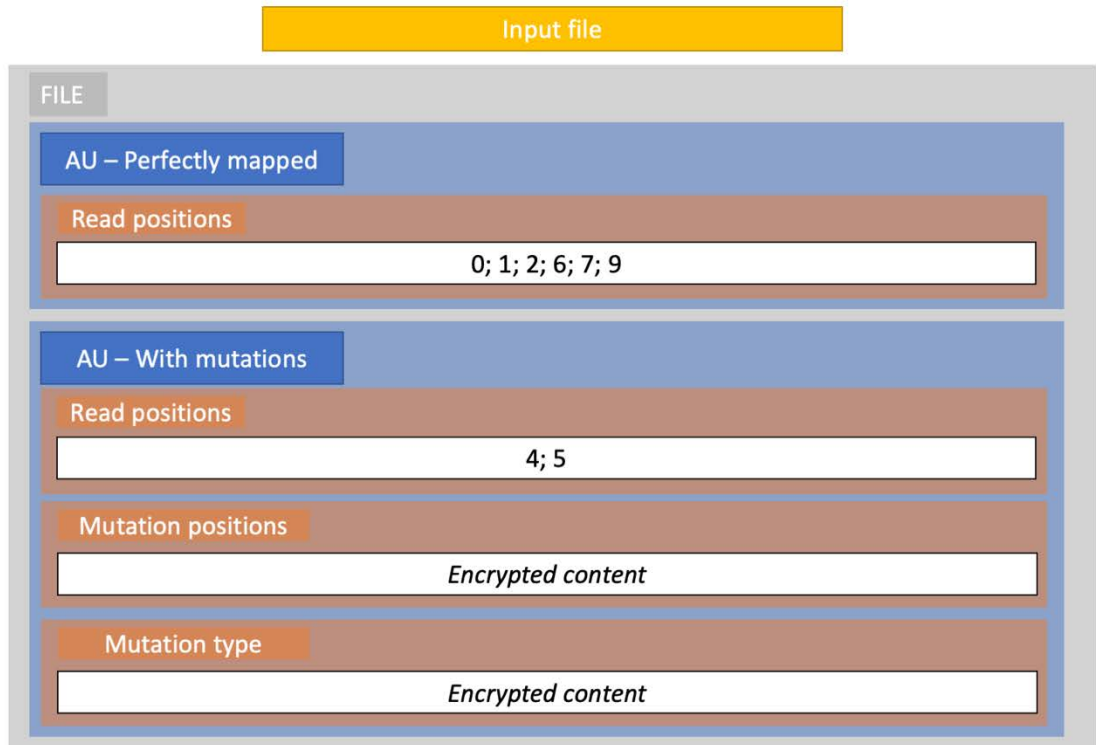 Input file
FILE
AU – Perfectly mapped
Read positions
0; 1; 2; 6; 7; 9
AU – With mutations
Read positions
4; 5
Mutation positions
Encrypted content
Mutation type
Encrypted content